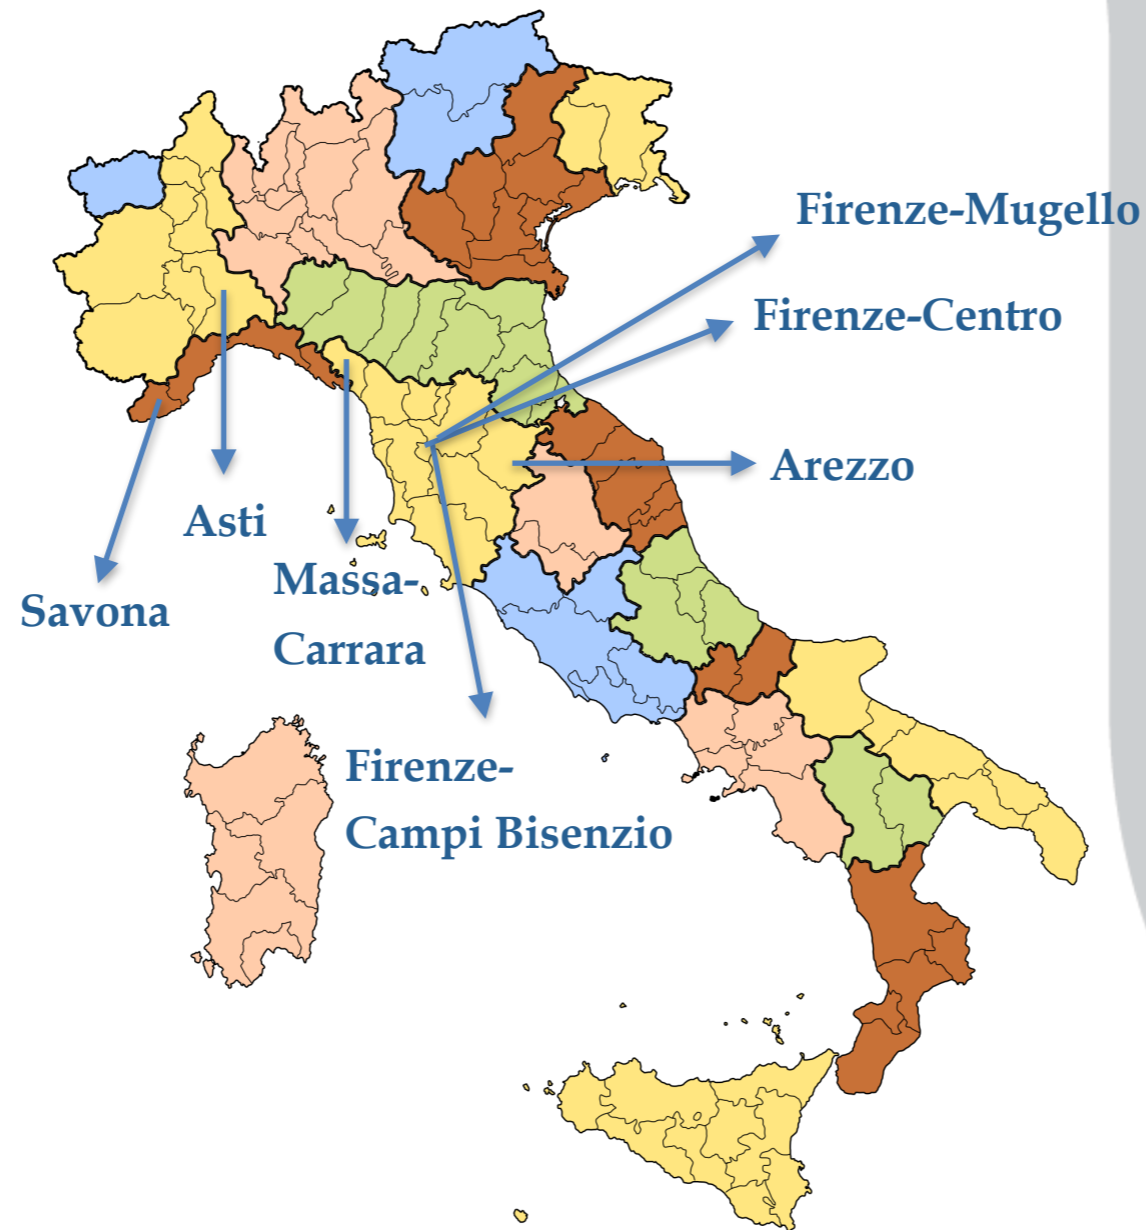 Firenze-Mugello
Firenze-Centro
Arezzo
Asti
Massa-
Carrara
Savona
Firenze-
Campi Bisenzio